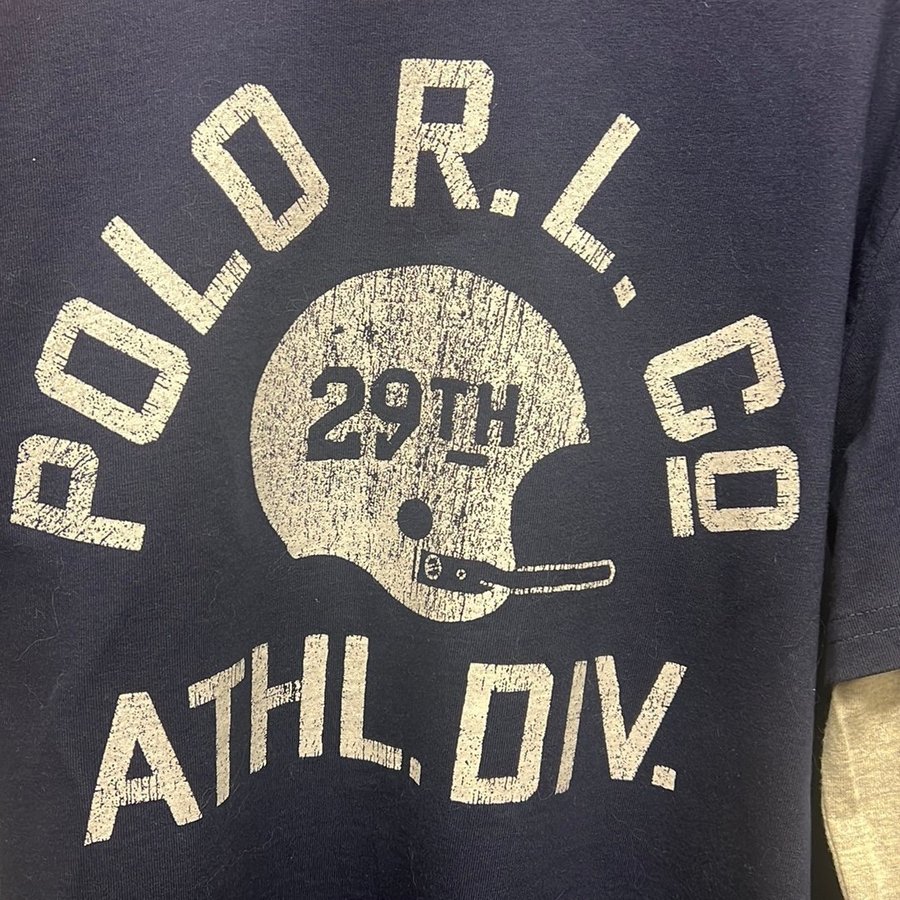 POLO R.L. CO
29TH
ATHL. DIV.